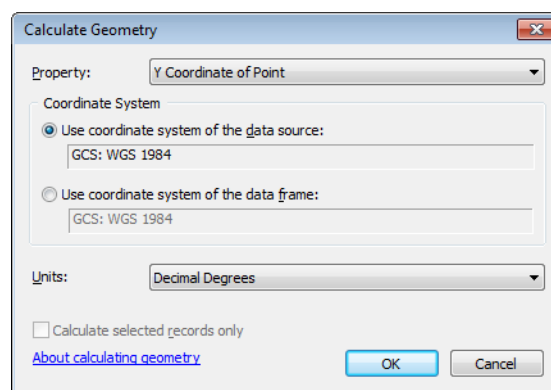 Calculate Geometry
Property: Y Coordinate of Point
Coordinate System
Use coordinate system of the data source:
GCS: WGS 1984
Use coordinate system of the data frame:
GCS: WGS 1984
Units: Decimal Degrees
Calculate selected records only
About calculating geometry OK Cancel